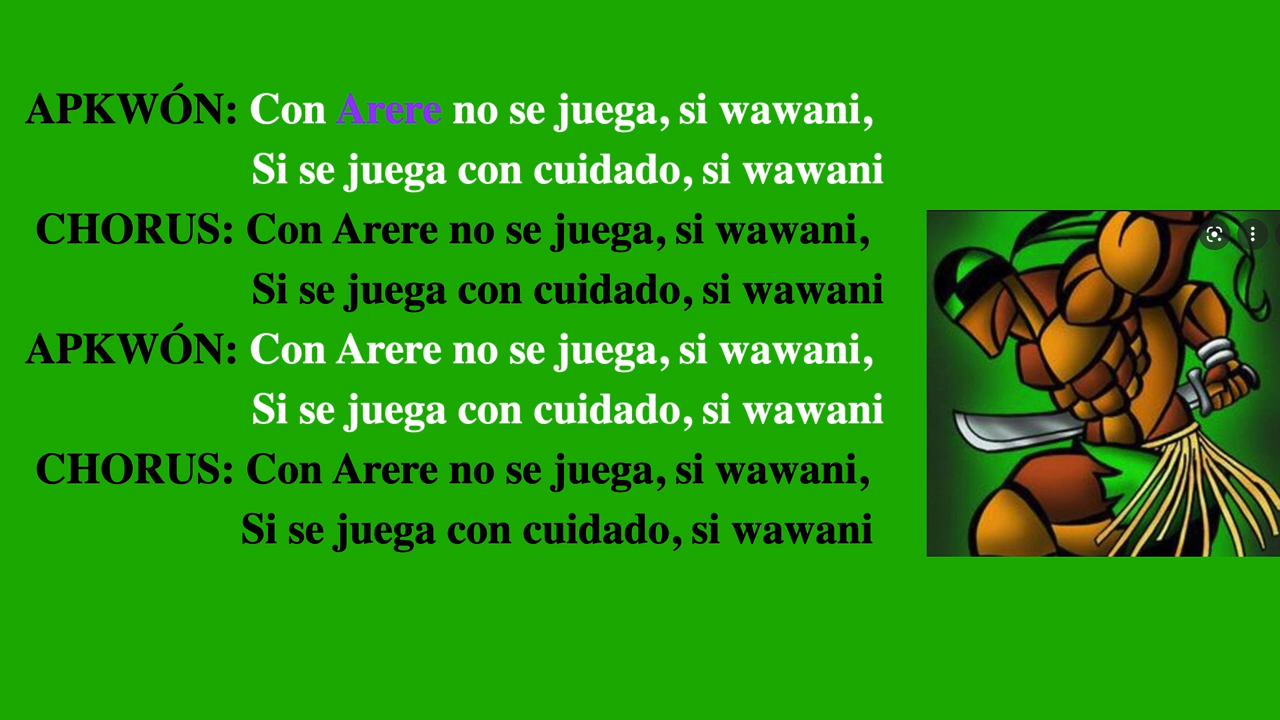 APKWÓN: Con Arere no se juega, si wawani,
Si se juega con cuidado, si wawani
CHORUS: Con Arere no se juega, si wawani,
Si se juega con cuidado, si wawani
APKWÓN: Con Arere no se juega, si wawani,
Si se juega con cuidado, si wawani
CHORUS: Con Arere no se juega, si wawani,
Si se juega con cuidado, si wawani